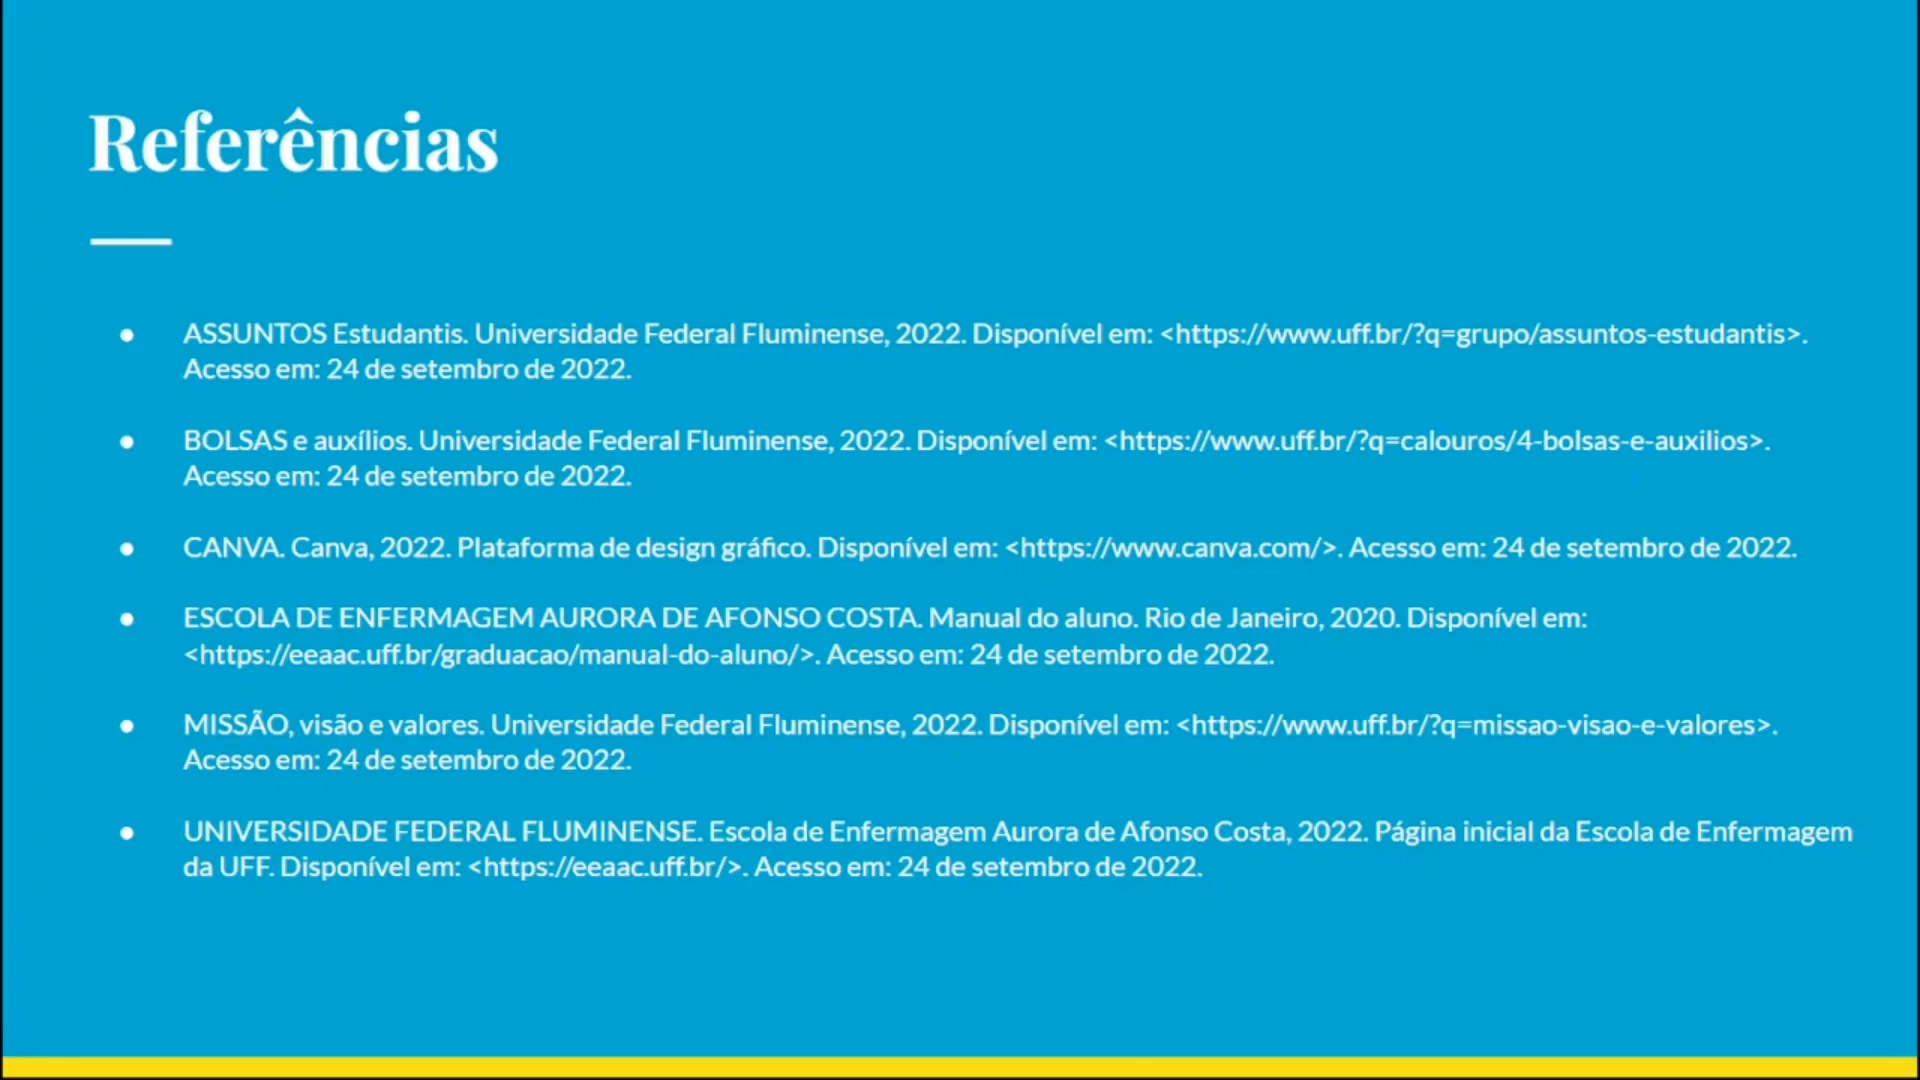 Referências
● ASSUNTOS Estudantis. Universidade Federal Fluminense, 2022. Disponível em: <https://www.uff.br/?q=grupo/assuntos-estudantis>.
Acesso em: 24 de setembro de 2022.
● BOLSAS e auxílios. Universidade Federal Fluminense, 2022. Disponível em: <https://www.uff.br/?q=calouros/4-bolsas-e-auxilios>.
Acesso em: 24 de setembro de 2022.
● CANVA. Canva, 2022. Plataforma de design gráfico. Disponível em: <https://www.canva.com/>. Acesso em: 24 de setembro de 2022.
● ESCOLA DE ENFERMAGEM AURORA DE AFONSO COSTA. Manual do aluno. Rio de Janeiro, 2020. Disponível em:
<https://eeaac.uff.br/graduacao/manual-do-aluno/>. Acesso em: 24 de setembro de 2022.
● MISSÃO, visão e valores. Universidade Federal Fluminense, 2022. Disponível em: <https://www.uff.br/?q=missao-visao-e-valores>.
Acesso em: 24 de setembro de 2022.
● UNIVERSIDADE FEDERAL FLUMINENSE. Escola de Enfermagem Aurora de Afonso Costa, 2022. Página inicial da Escola de Enfermagem
da UFF. Disponível em: <https://eeaac.uff.br/>. Acesso em: 24 de setembro de 2022.